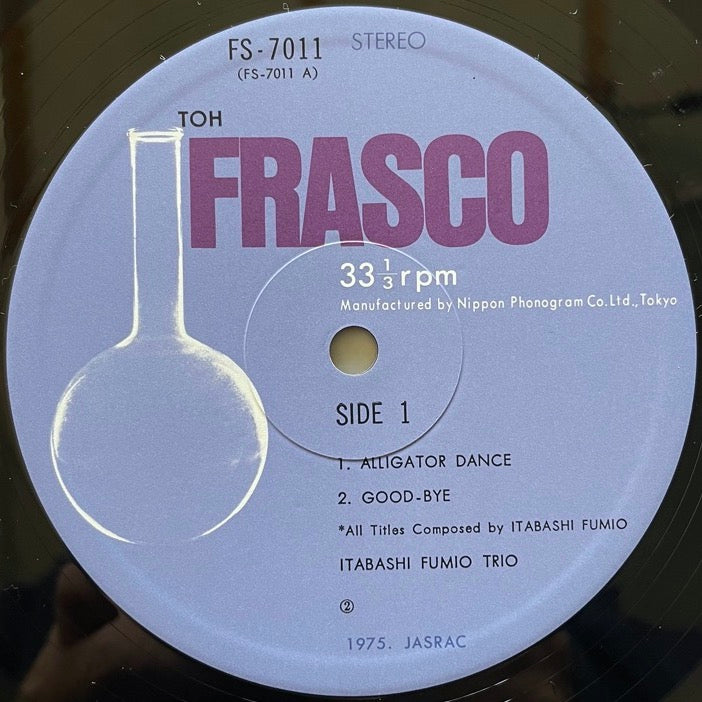 FS-7011 STEREO
(FS-7011 A)
TOH
FRASCO
33 1/3 rpm
Manufactured by Nippon Phonogram Co.Ltd.,Tokyo
SIDE 1
1. ALLIGATOR DANCE
2. GOOD-BYE
*All Titles Composed by ITABASHI FUMIO
ITABASHI FUMIO TRIO
②
1975. JASRAC